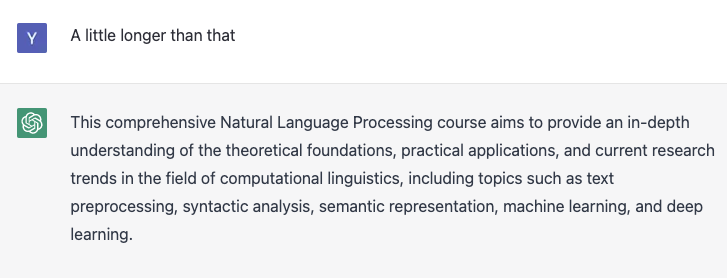 Y
A little longer than that
This comprehensive Natural Language Processing course aims to provide an in-depth
understanding of the theoretical foundations, practical applications, and current research
trends in the field of computational linguistics, including topics such as text
preprocessing, syntactic analysis, semantic representation, machine learning, and deep
learning.